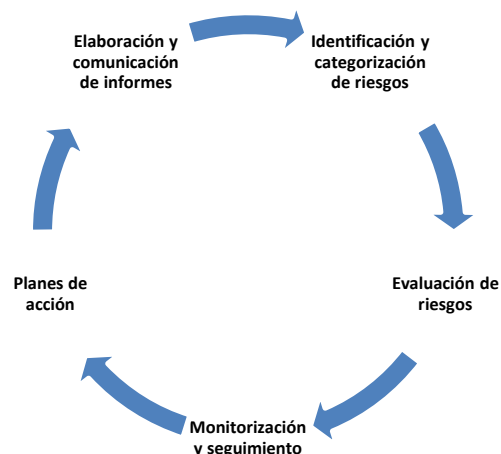 Elaboración y
comunicación
de informes
Identificación y
categorización
de riesgos
Evaluación de
riesgos
Monitorización
y seguimiento
Planes de
acción